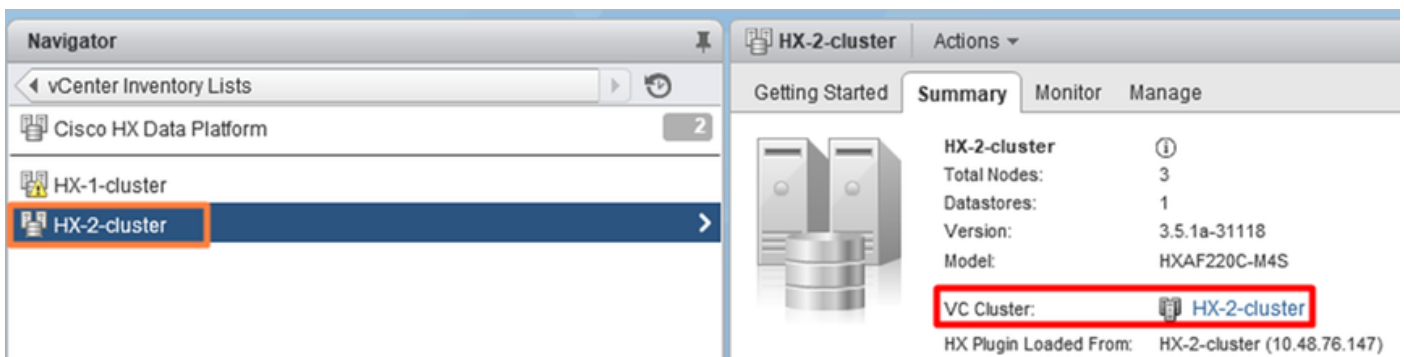 Navigator
vCenter Inventory Lists
Cisco HX Data Platform 2
HX-1-cluster
HX-2-cluster
HX-2-cluster Actions
Getting Started Summary Monitor Manage
HX-2-cluster
Total Nodes: 3
Datastores: 1
Version: 3.5.1a-31118
Model: HXAF220C-M4S
VC Cluster: HX-2-cluster
HX Plugin Loaded From: HX-2-cluster (10.48.76.147)